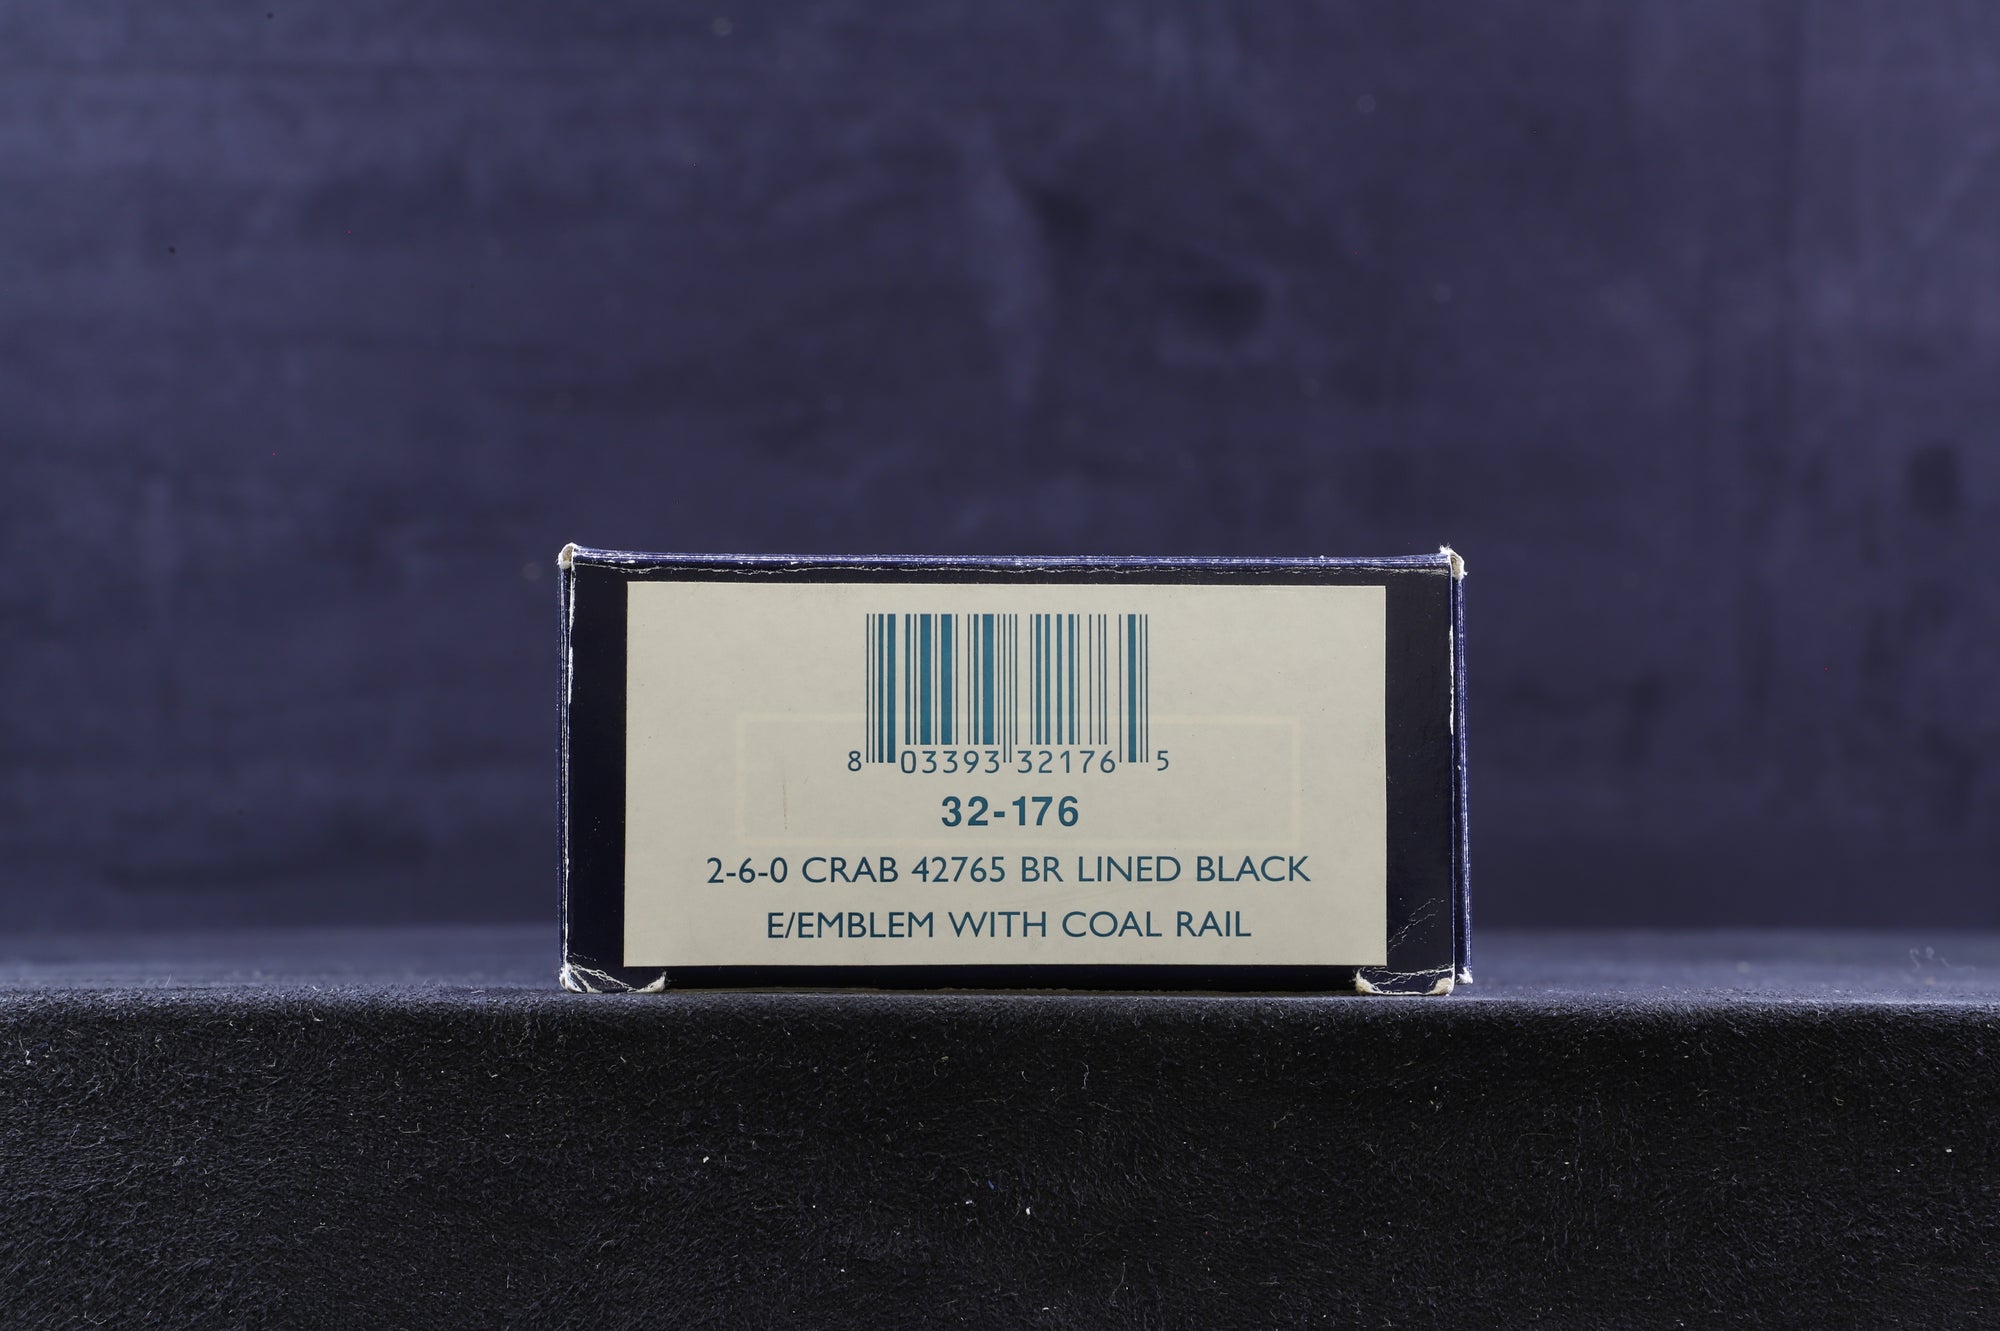 8 03393 32176 5
32-176
2-6-0 CRAB 42765 BR LINED BLACK
E/EMBLEM WITH COAL RAIL